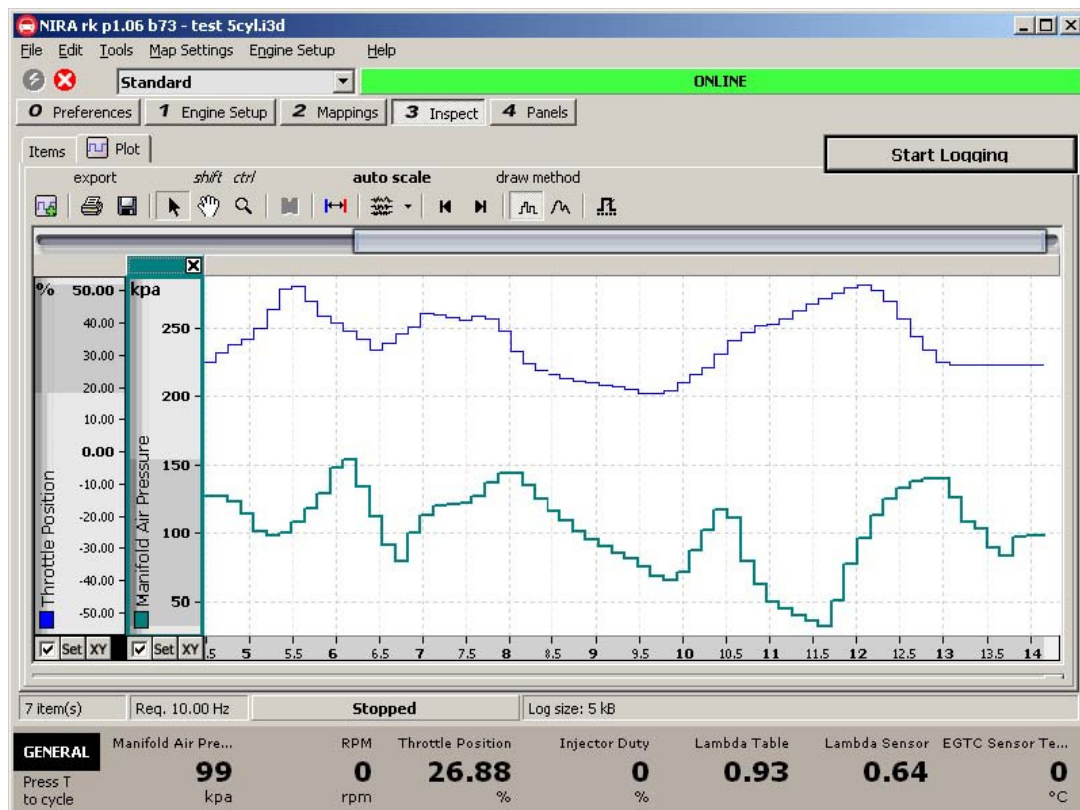 NIRA rk p1.06 b73 - test 5cyl.i3d
File Edit Tools Map Settings Engine Setup Help
Standard ONLINE
0 Preferences 1 Engine Setup 2 Mappings 3 Inspect 4 Panels
Items Plot Start Logging
export shift ctrl auto scale draw method
% 50.00 kpa
250
40.00
30.00
20.00 200
10.00
0.00 150
-10.00
-20.00 100
-30.00
-40.00 50
-50.00
Throttle Position
Manifold Air Pressure
Set XY Set XY .5 5 5.5 6 6.5 7 7.5 8 8.5 9 9.5 10 10.5 11 11.5 12 12.5 13 13.5 14
7 item(s) Req. 10.00 Hz Stopped Log size: 5 kB
GENERAL Manifold Air Pre... RPM Throttle Position Injector Duty Lambda Table Lambda Sensor EGTC Sensor Te...
Press T 99 0 26.88 0 0.93 0.64 0
to cycle kpa rpm % % °C